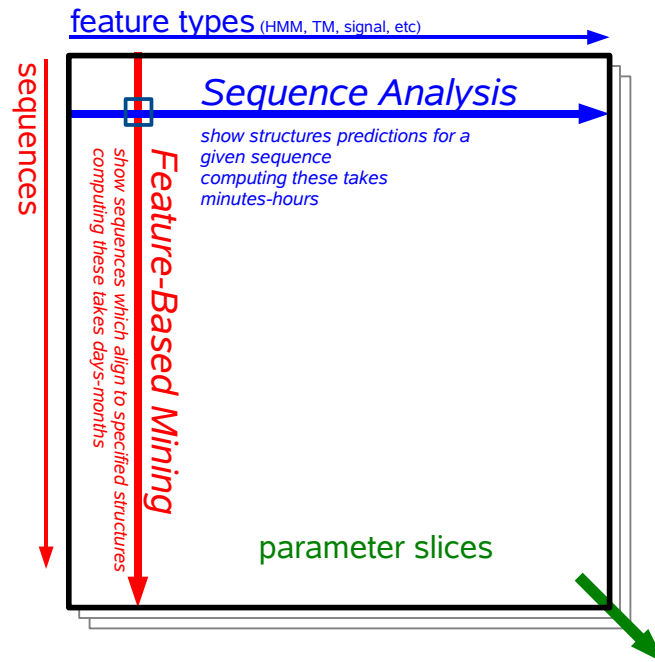 feature types (HMM, TM, signal, etc)
sequences
Sequence Analysis
show structures predictions for a
given sequence
computing these takes
minutes-hours
Feature-Based Mining
show sequences which align to specified structures
computing these takes days-months
parameter slices